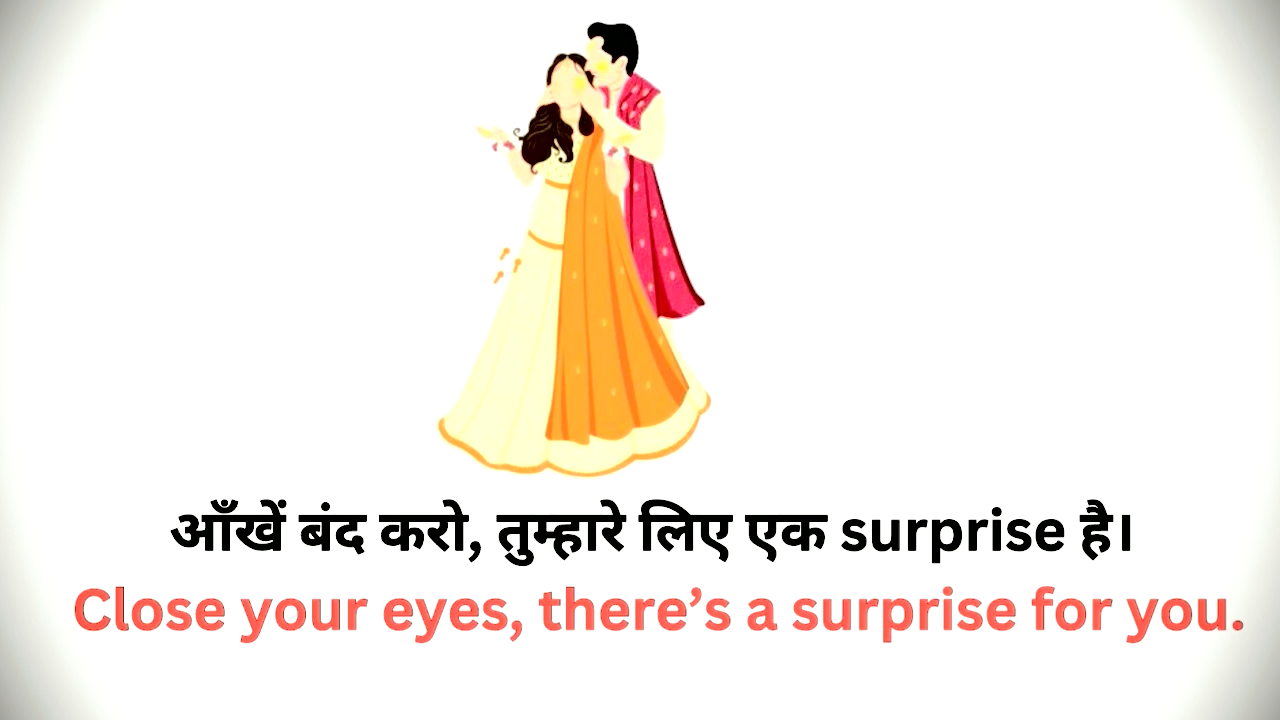 आँखें बंद करो, तुम्हारे लिए एक surprise है।
Close your eyes, there’s a surprise for you.